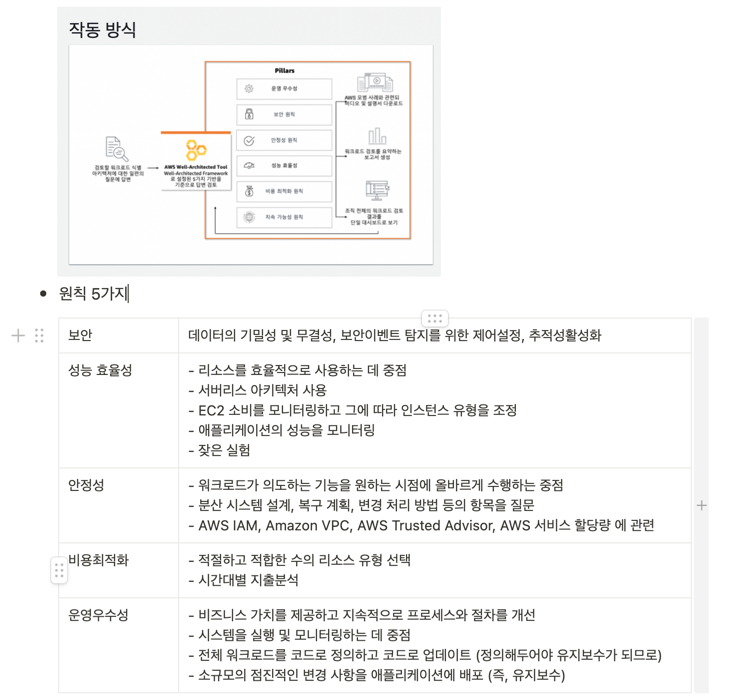 작동 방식
Pillars
운영 우수성
보안 원칙
안정성 원칙
성능 효율성
비용 최적화 원칙
지속 가능성 원칙
검토할 워크로드 식별
아키텍처에 대한 일련의
질문에 답변
AWS Well-Architected Tool
Well-Architected Framework
로 설정된 5가지 기반을
기준으로 답변 검토
AWS 모범 사례와 관련된
비디오 및 설명서 다운로드
워크로드 검토를 요약하는
보고서 생성
조직 전체의 워크로드 검토
결과를
단일 대시보드로 보기
• 원칙 5가지
보안
데이터의 기밀성 및 무결성, 보안이벤트 탐지를 위한 제어설정, 추적성활성화
성능 효율성
- 리소스를 효율적으로 사용하는 데 중점
- 서버리스 아키텍처 사용
- EC2 소비를 모니터링하고 그에 따라 인스턴스 유형을 조정
- 애플리케이션의 성능을 모니터링
- 잦은 실험
안정성
- 워크로드가 의도하는 기능을 원하는 시점에 올바르게 수행하는 중점
- 분산 시스템 설계, 복구 계획, 변경 처리 방법 등의 항목을 질문
- AWS IAM, Amazon VPC, AWS Trusted Advisor, AWS 서비스 할당량 에 관련
비용최적화
- 적절하고 적합한 수의 리소스 유형 선택
- 시간대별 지출분석
운영우수성
- 비즈니스 가치를 제공하고 지속적으로 프로세스와 절차를 개선
- 시스템을 실행 및 모니터링하는 데 중점
- 전체 워크로드를 코드로 정의하고 코드로 업데이트 (정의해두어야 유지보수가 되므로)
- 소규모의 점진적인 변경 사항을 애플리케이션에 배포 (즉, 유지보수)